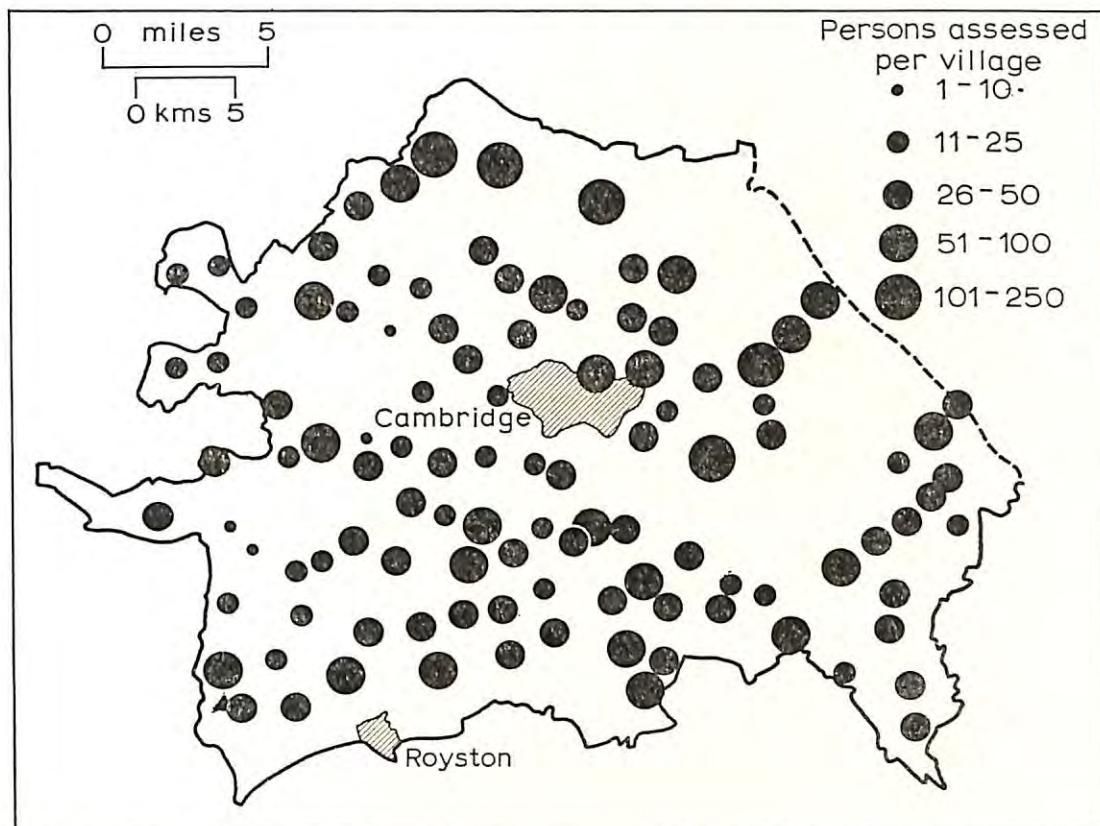 0 miles 5
0 kms 5
Persons assessed
per village
1-10
11-25
26-50
51-100
101-250
Cambridge
Royston